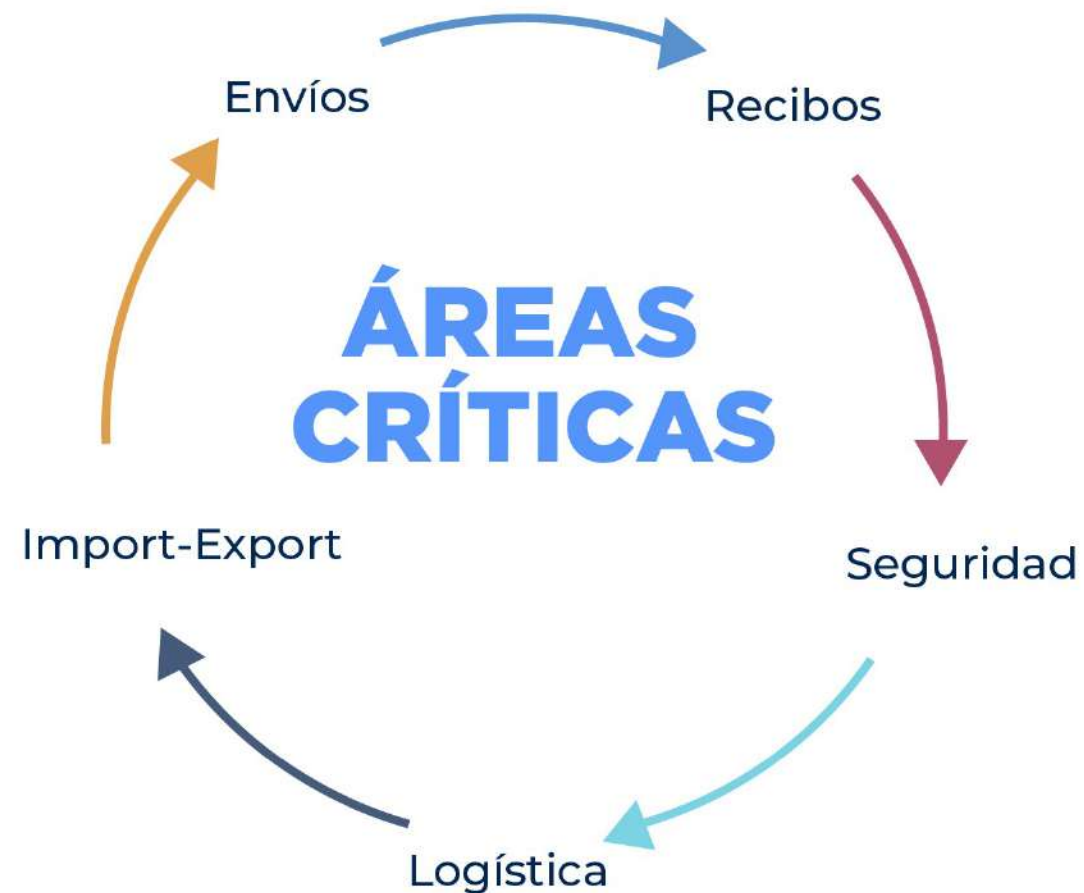 Envíos
Recibos
ÁREAS
CRÍTICAS
Import-Export
Seguridad
Logística